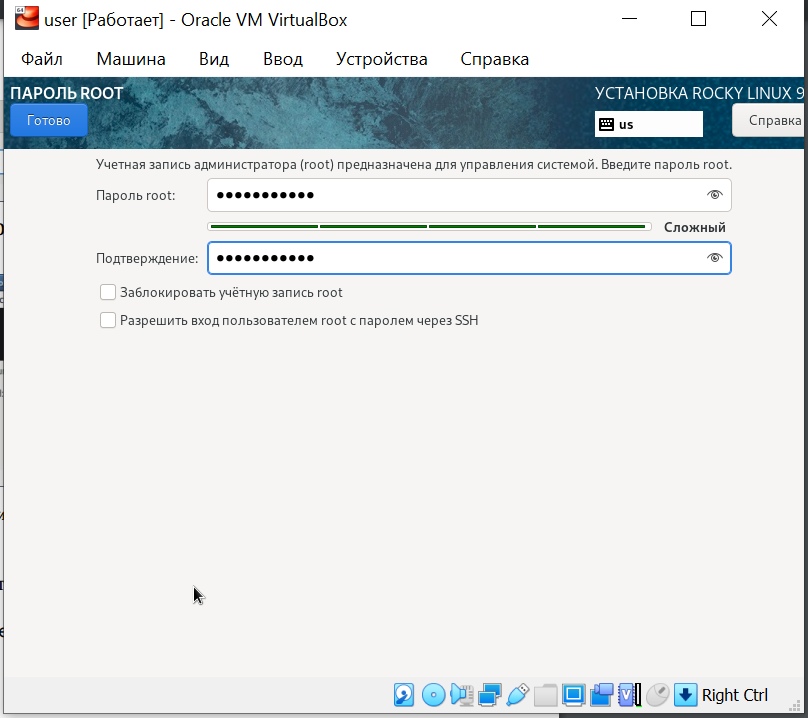 64
user [Работает] - Oracle VM VirtualBox
Файл Машина Вид Ввод Устройства Справка
ПАРОЛЬ ROOT
УСТАНОВКА ROCKY LINUX 9
Готово
us
Справка
Учетная запись администратора (root) предназначена для управления системой. Введите пароль root.
Пароль root: ●●●●●●●●●●●
Сложный
Подтверждение: ●●●●●●●●●●●
Заблокировать учётную запись root
Разрешить вход пользователем root с паролем через SSH
V
Right Ctrl